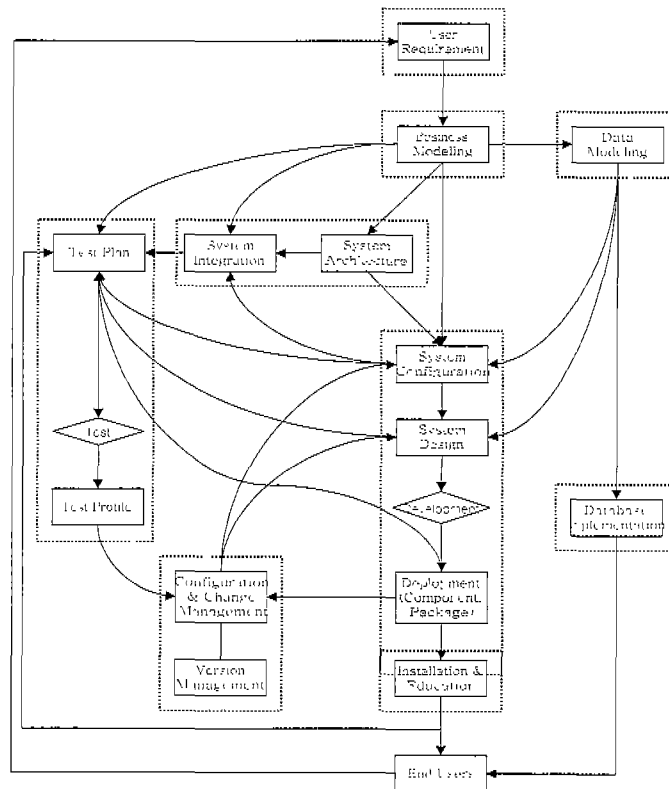 User
Requirement
Business
Modeling
Data
Modeling
Test Plan
System
Integration
System
Architecture
System
Configuration
System
Design
Test
Development
Test Profile
Database
Implementation
Configuration
& Change
Management
Deployment
(Component,
Package)
Version
Management
Installation &
Education
End Users